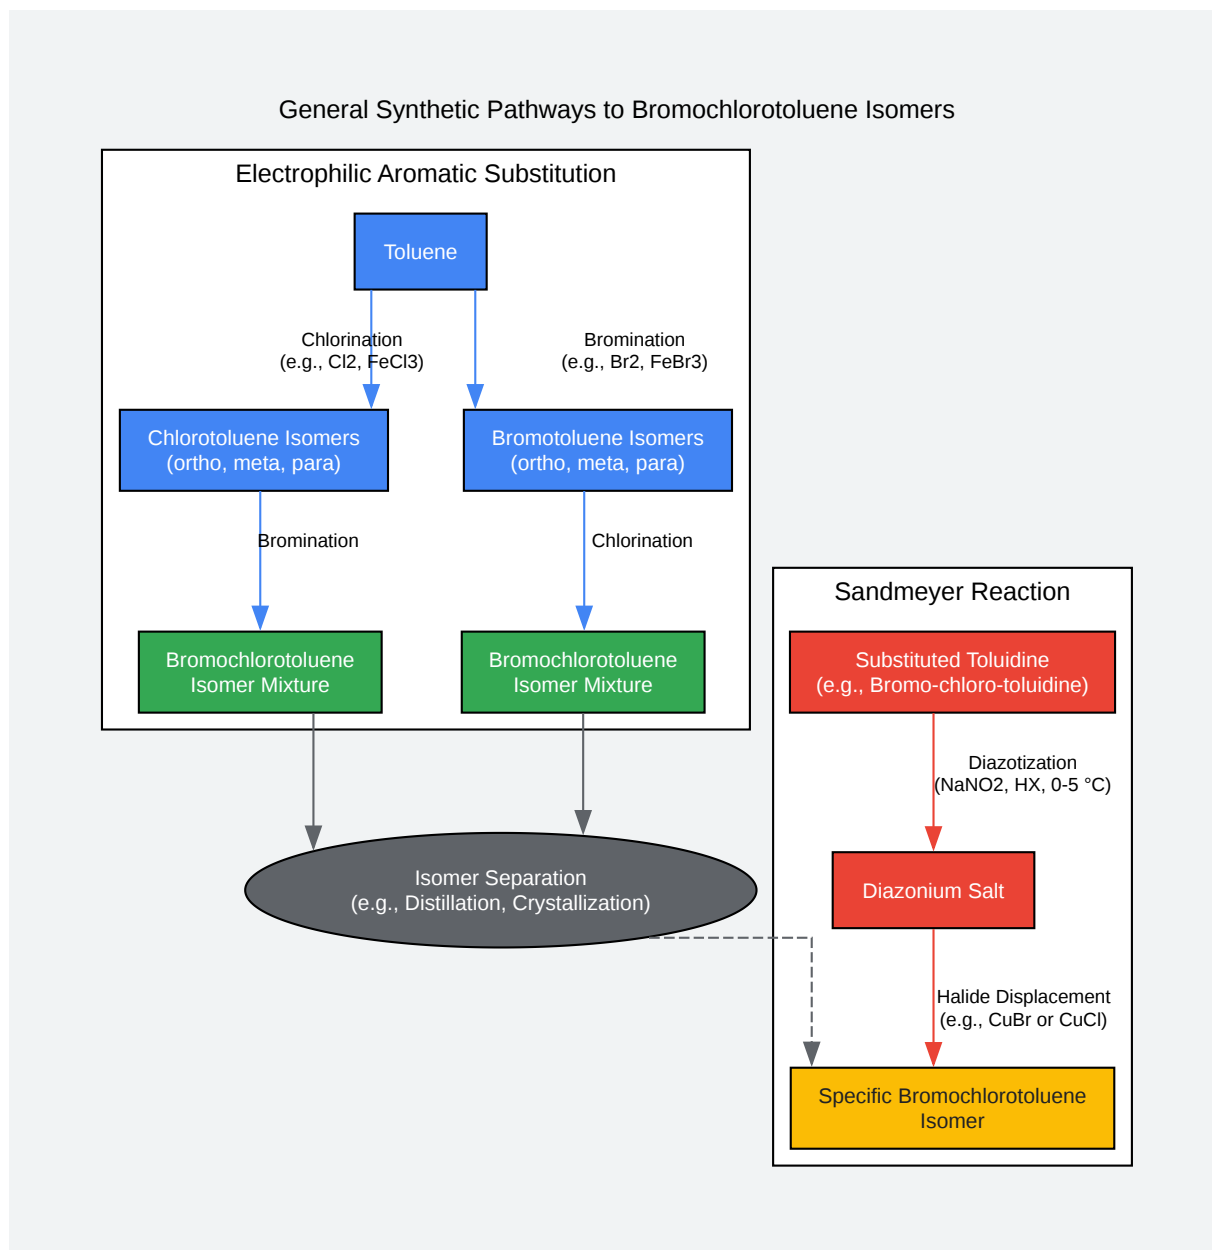 General Synthetic Pathways to Bromochlorotoluene Isomers
Electrophilic Aromatic Substitution
Toluene
Chlorination
(e.g., Cl2, FeCl3)
Bromination
(e.g., Br2, FeBr3)
Chlorotoluene Isomers
(ortho, meta, para)
Bromotoluene Isomers
(ortho, meta, para)
Bromination
Chlorination
Bromochlorotoluene
Isomer Mixture
Bromochlorotoluene
Isomer Mixture
Isomer Separation
(e.g., Distillation, Crystallization)
Sandmeyer Reaction
Substituted Toluidine
(e.g., Bromo-chloro-toluidine)
Diazotization
(NaNO2, HX, 0-5 °C)
Diazonium Salt
Halide Displacement
(e.g., CuBr or CuCl)
Specific Bromochlorotoluene
Isomer